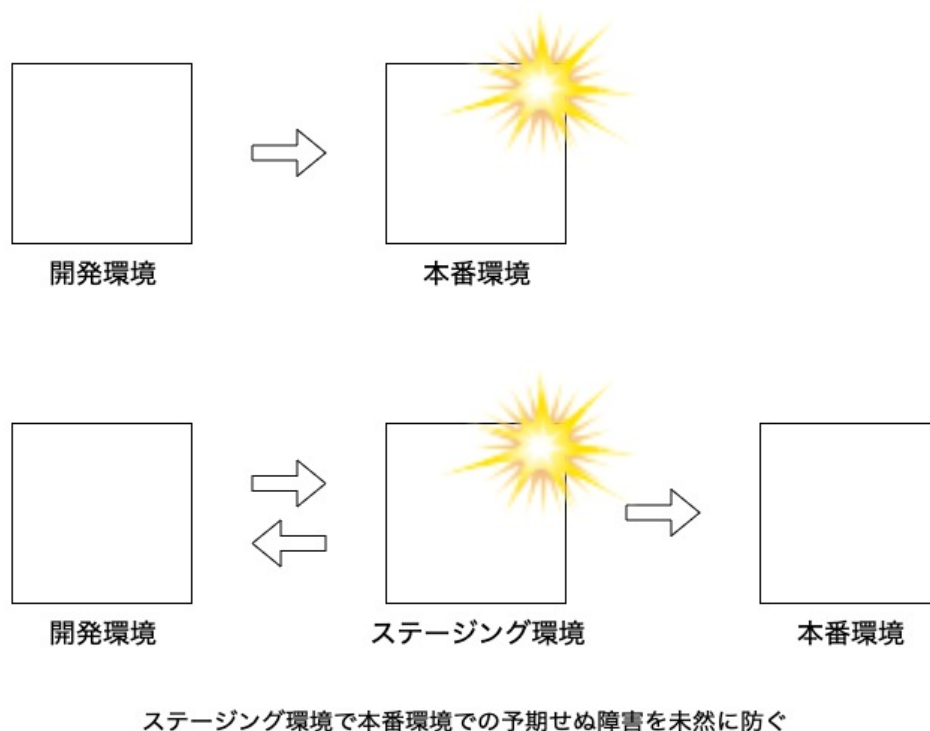 開発環境
本番環境
開発環境
ステージング環境
本番環境
ステージング環境で本番環境での予期せぬ障害を未然に防ぐ